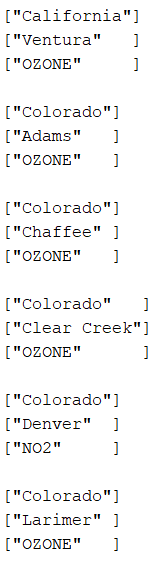 ["California"]
["Ventura"   ]
["OZONE"     ]

["Colorado"]
["Adams"   ]
["OZONE"   ]

["Colorado"]
["Chaffee" ]
["OZONE"   ]

["Colorado"   ]
["Clear Creek"]
["OZONE"      ]

["Colorado"]
["Denver"  ]
["NO2"     ]

["Colorado"]
["Larimer" ]
["OZONE"   ]